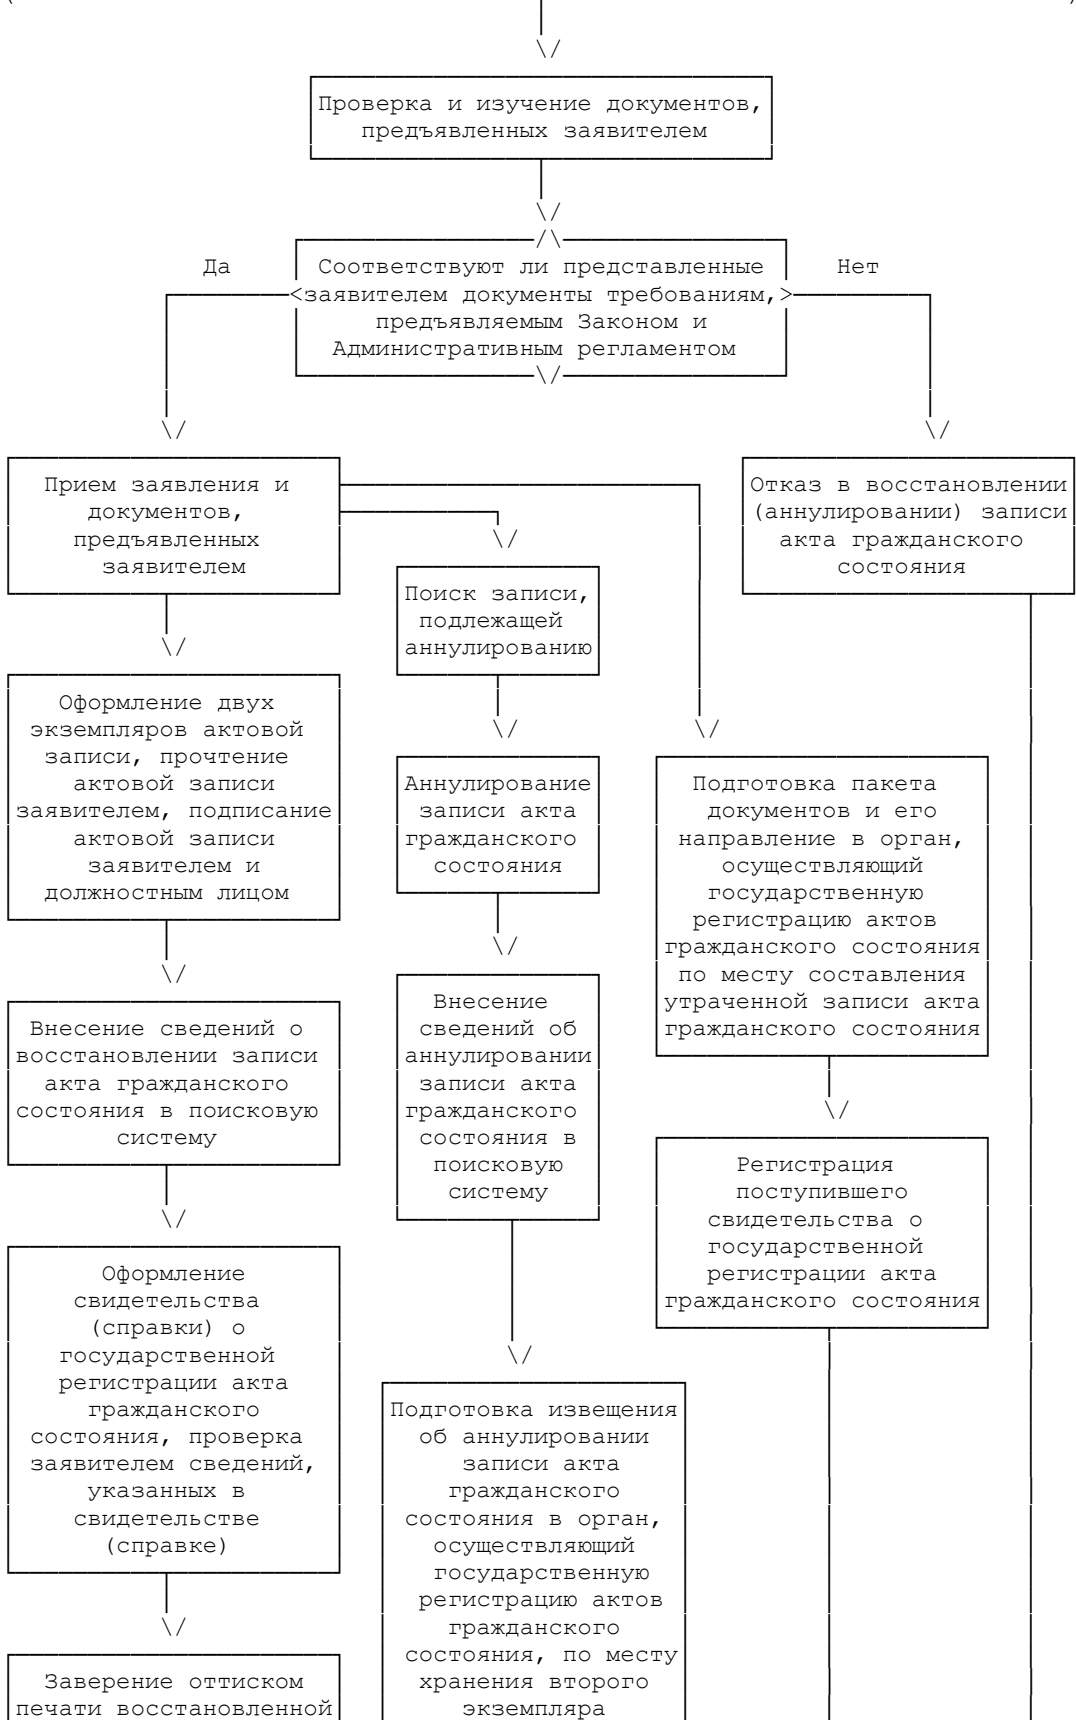 Проверка и изучение документов,
предъявленных заявителем
Да
Соответствуют ли представленные
заявителем документы требованиям,
предъявляемым Законом и
Административным регламентом
Нет
Прием заявления и
документов,
предъявленных
заявителем
Отказ в восстановлении
(аннулировании) записи
акта гражданского
состояния
Поиск записи,
подлежащей
аннулированию
Оформление двух
экземпляров актовой
записи, прочтение
актовой записи
заявителем, подписание
актовой записи
заявителем и
должностным лицом
Аннулирование
записи акта
гражданского
состояния
Подготовка пакета
документов и его
направление в орган,
осуществляющий
государственную
регистрацию актов
гражданского состояния
по месту составления
утраченной записи акта
гражданского состояния
Внесение сведений о
восстановлении записи
акта гражданского
состояния в поисковую
систему
Внесение
сведений об
аннулировании
записи акта
гражданского
состояния в
поисковую
систему
Регистрация
поступившего
свидетельства о
государственной
регистрации акта
гражданского состояния
Оформление
свидетельства
(справки) о
государственной
регистрации акта
гражданского
состояния, проверка
заявителем сведений,
указанных в
свидетельстве
(справке)
Подготовка извещения
об аннулировании
записи акта
гражданского
состояния в орган,
осуществляющий
государственную
регистрацию актов
гражданского
состояния, по месту
хранения второго
экземпляра
Заверение оттиском
печати восстановленной